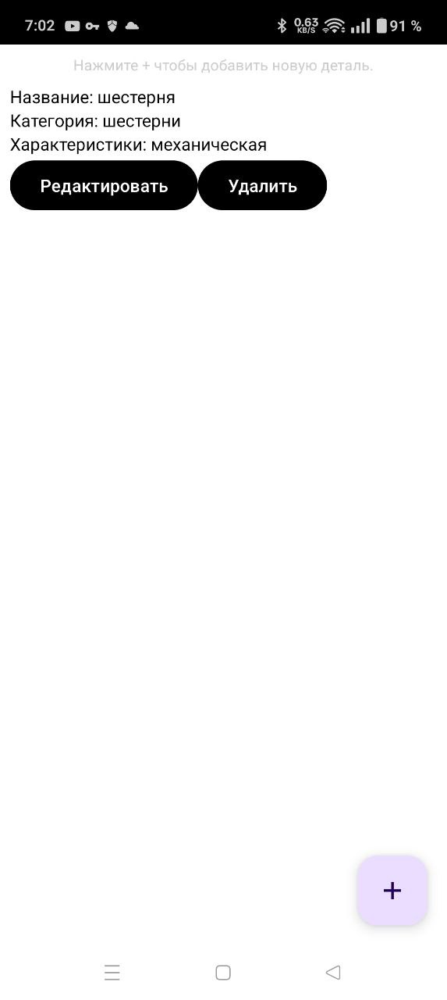 7:02 0.63 KB/S 91 %
Нажмите + чтобы добавить новую деталь.
Название: шестерня
Категория: шестерни
Характеристики: механическая
Редактировать Удалить
+